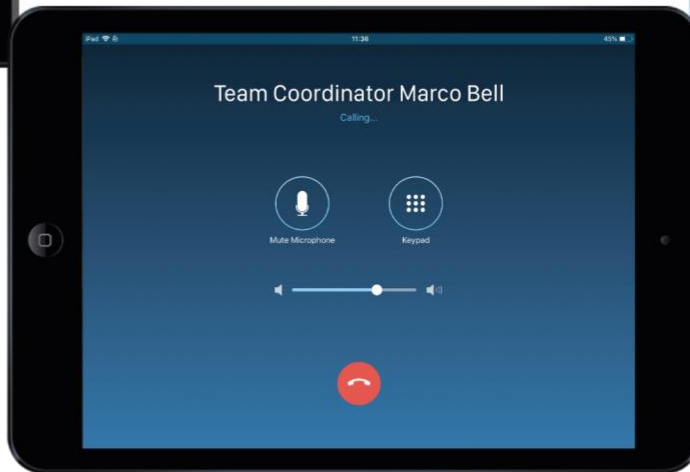 iPad
11:36
45%
Team Coordinator Marco Bell
Calling...
Mute Microphone
Keypad